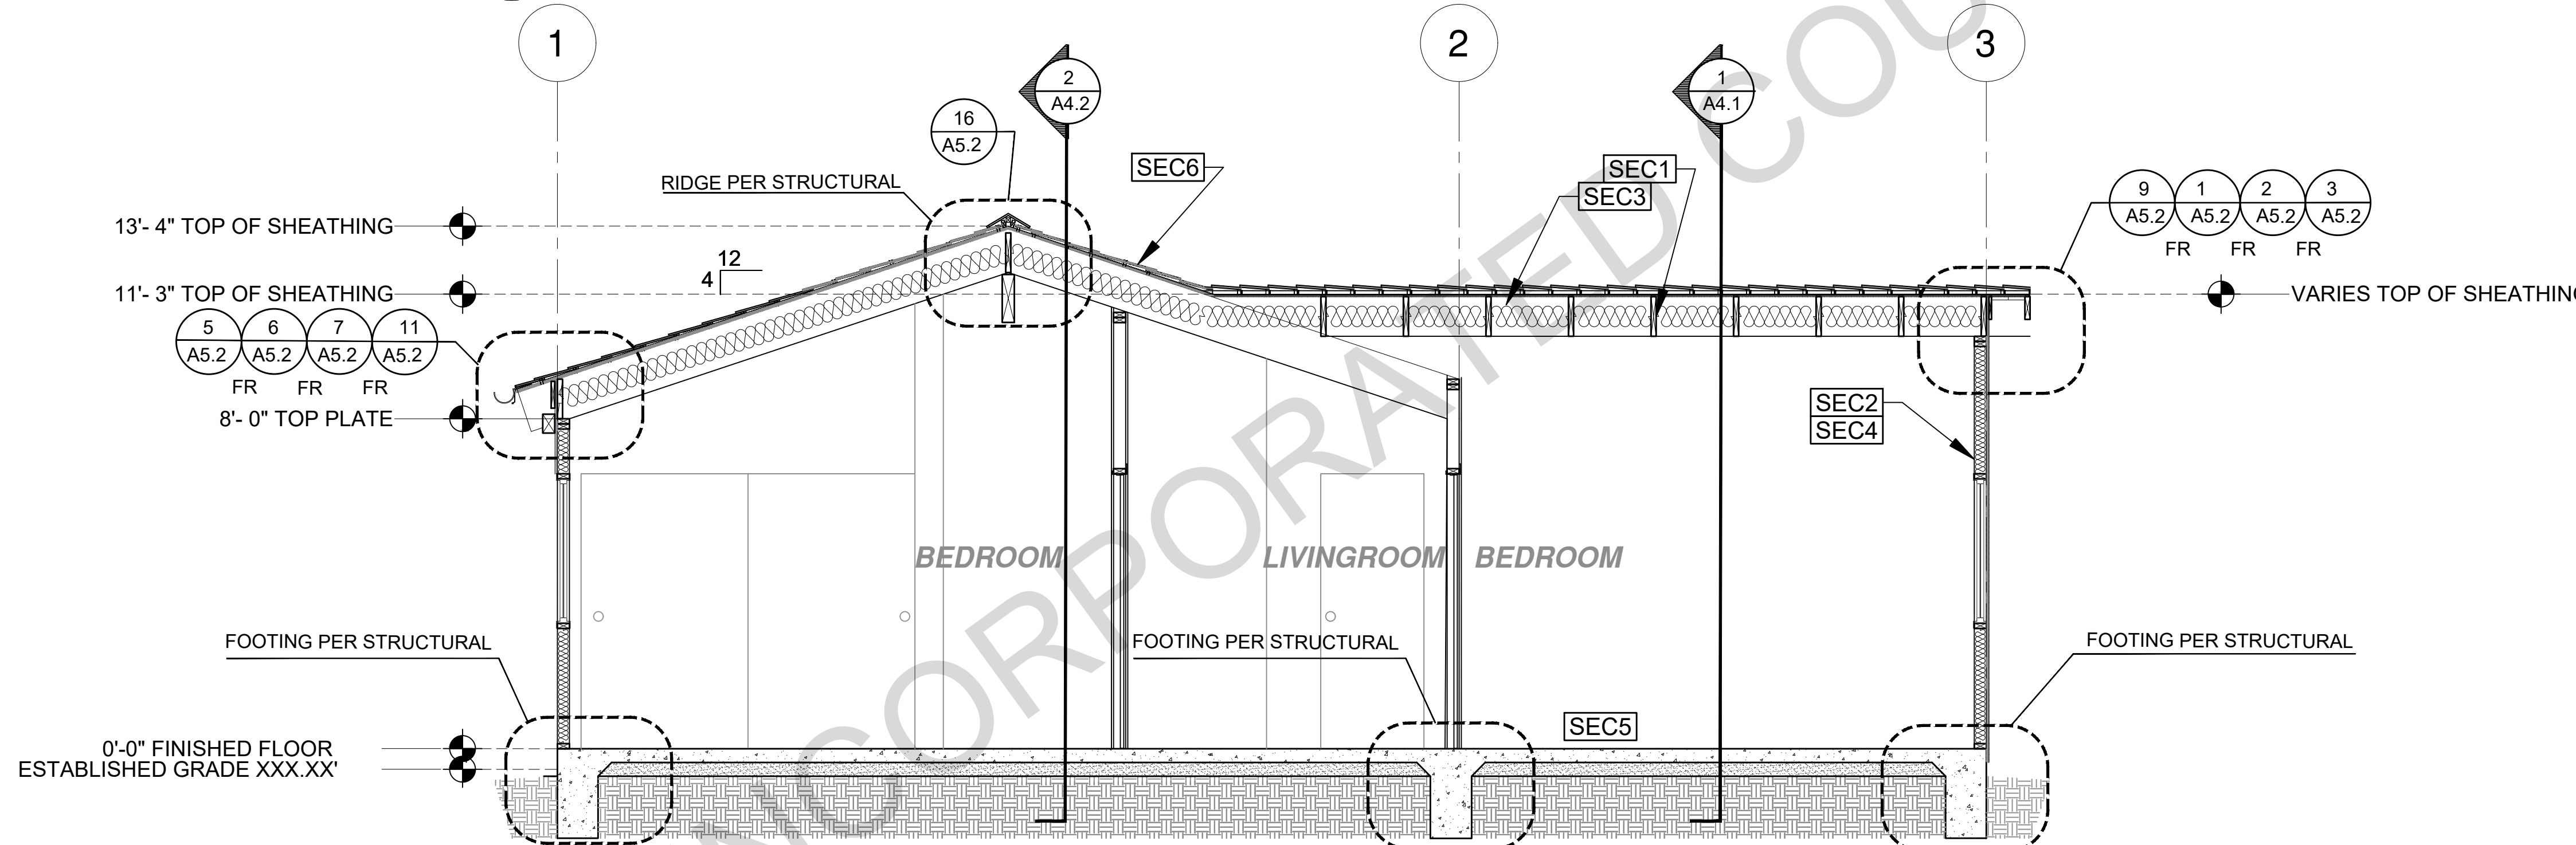 1
2
3
2
A4.2
1
A4.1
16
A5.2
SEC6
SEC1
SEC3
RIDGE PER STRUCTURAL
9
A5.2
1
A5.2
2
A5.2
3
A5.2
FR FR FR
13'- 4" TOP OF SHEATHING
12
4
11'- 3" TOP OF SHEATHING
VARIES TOP OF SHEATHING
5
A5.2
6
A5.2
7
A5.2
11
A5.2
FR FR FR
8'- 0" TOP PLATE
SEC2
SEC4
BEDROOM
LIVINGROOM
BEDROOM
FOOTING PER STRUCTURAL
FOOTING PER STRUCTURAL
FOOTING PER STRUCTURAL
SEC5
0'-0" FINISHED FLOOR
ESTABLISHED GRADE XXX.XX'
NCORPORATED COU